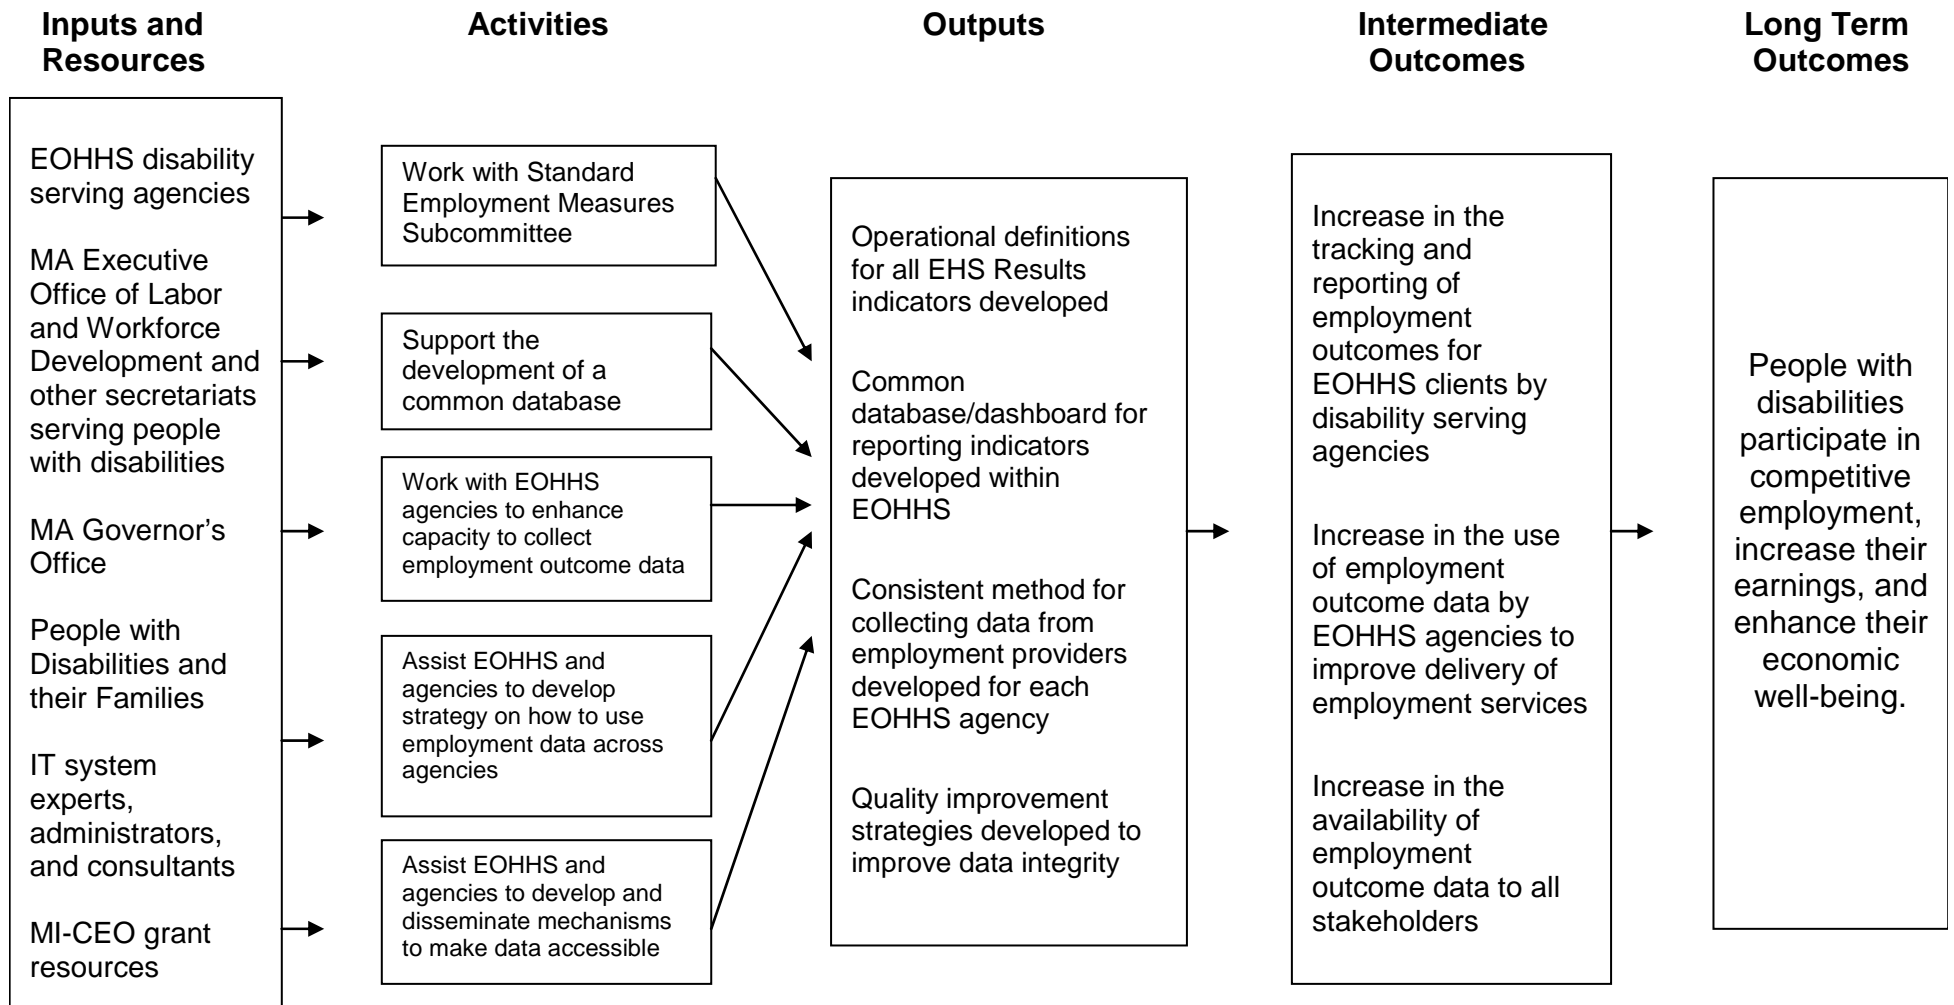 Inputs and
Resources
Activities
Outputs
Intermediate
Outcomes
Long Term
Outcomes
EOHHS disability
serving agencies
MA Executive
Office of Labor
and Workforce
Development and
other secretariats
serving people
with disabilities
MA Governor's
Office
People with
Disabilities and
their Families
IT system
experts,
administrators,
and consultants
MI-CEO grant
resources
Work with Standard
Employment Measures
Subcommittee
Support the
development of a
common database
Work with EOHHS
agencies to enhance
capacity to collect
employment outcome data
Assist EOHHS and
agencies to develop
strategy on how to use
employment data across
agencies
Assist EOHHS and
agencies to develop and
disseminate mechanisms
to make data accessible
Operational definitions
for all EHS Results
indicators developed
Common
database/dashboard for
reporting indicators
developed within
EOHHS
Consistent method for
collecting data from
employment providers
developed for each
EOHHS agency
Quality improvement
strategies developed to
improve data integrity
Increase in the
tracking and
reporting of
employment
outcomes for
EOHHS clients by
disability serving
agencies
Increase in the use
of employment
outcome data by
EOHHS agencies to
improve delivery of
employment services
Increase in the
availability of
employment
outcome data to all
stakeholders
People with
disabilities
participate in
competitive
employment,
increase their
earnings, and
enhance their
economic
well-being.